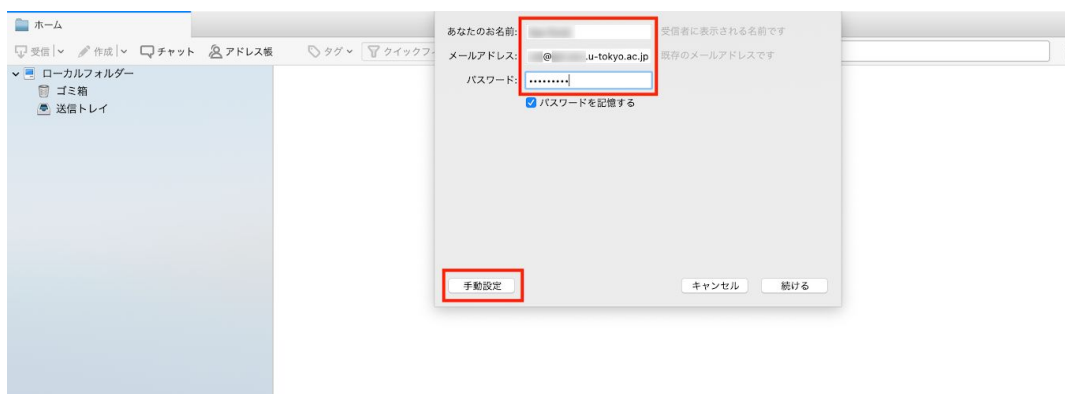 ホーム
受信 作成 チャット アドレス帳 タグ クイックフ
ローカルフォルダー
ゴミ箱
送信トレイ
あなたのお名前: 受信者に表示される名前です
メールアドレス: @ .u-tokyo.ac.jp 既存のメールアドレスです
パスワード: •••••••••
パスワードを記憶する
手動設定 キャンセル 続ける